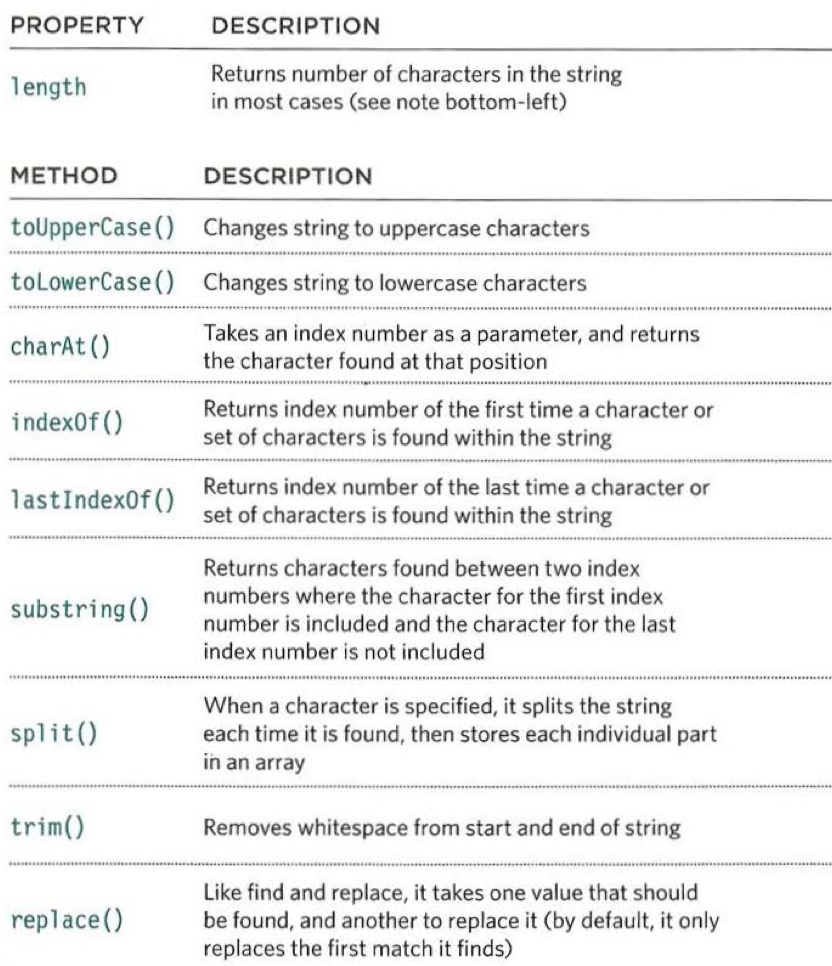 PROPERTY DESCRIPTION
length Returns number of characters in the string
in most cases (see note bottom-left)
METHOD DESCRIPTION
toUpperCase() Changes string to uppercase characters
toLowerCase() Changes string to lowercase characters
charAt() Takes an index number as a parameter, and returns
the character found at that position
indexOf() Returns index number of the first time a character or
set of characters is found within the string
lastIndexOf() Returns index number of the last time a character or
set of characters is found within the string
substring() Returns characters found between two index
numbers where the character for the first index
number is included and the character for the last
index number is not included
split() When a character is specified, it splits the string
each time it is found, then stores each individual part
in an array
trim() Removes whitespace from start and end of string
replace() Like find and replace, it takes one value that should
be found, and another to replace it (by default, it only
replaces the first match it finds)